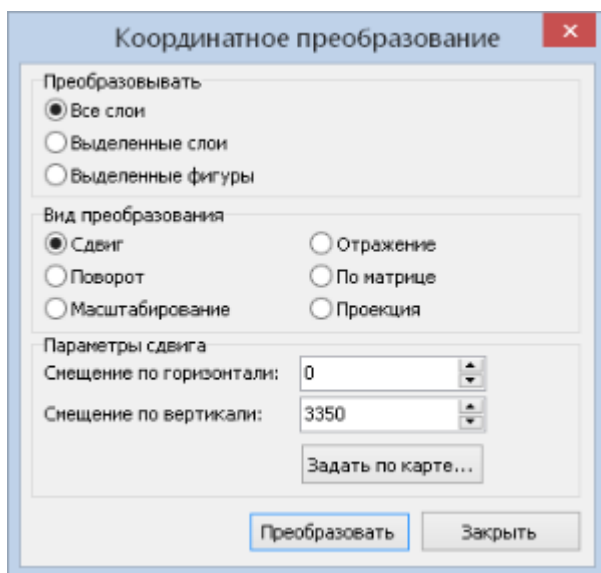 Координатное преобразование
Преобразовывать
Все слои
Выделенные слои
Выделенные фигуры
Вид преобразования
Сдвиг
Отражение
Поворот
По матрице
Масштабирование
Проекция
Параметры сдвига
Смещение по горизонтали: 0
Смещение по вертикали: 3350
Задать по карте...
Преобразовать Закрыть